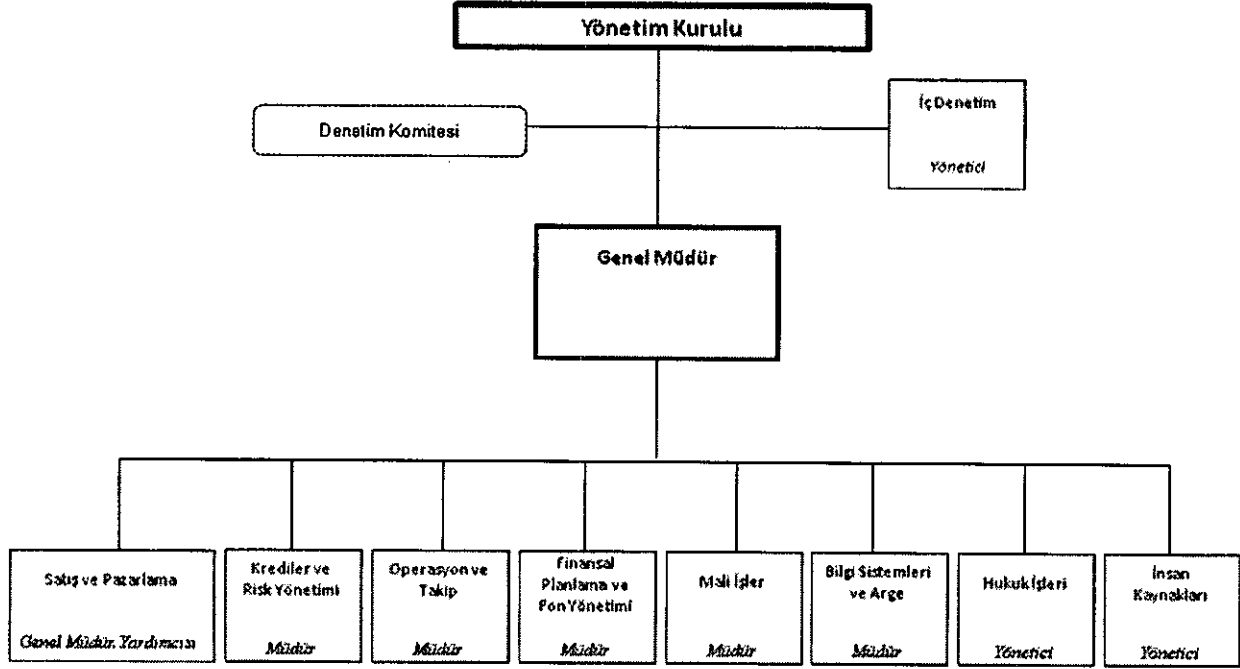 Yönetim Kurulu
İç Denetim
Denetim Komitesi
Yönetici
Genel Müdür
Satış ve Pazarlama
Genel Müdür Yardımcısı
Krediler ve
Risk Yönetimi
Müdür
Operasyon ve
Takip
Müdür
Finansal
Planlama ve
Fon Yönetimi
Müdür
Mali İşler
Müdür
Bilgi Sistemleri
ve Arge
Müdür
Hukuk İşleri
Yönetici
İnsan
Kaynakları
Yönetici